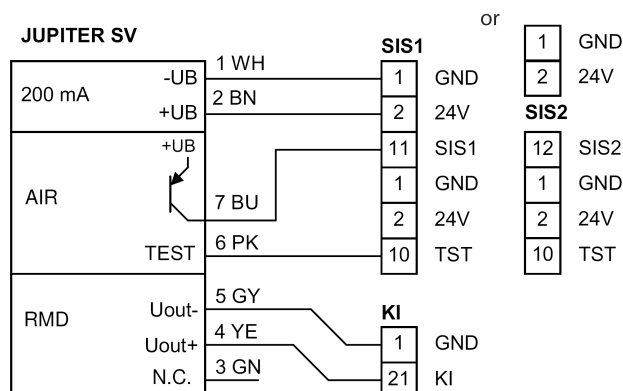 or
JUPITER SV
SIS1
1 GND
1 WH
-UB
1 GND
2 24V
200 mA
2 BN
+UB
2 24V
SIS2
+UB
11 SIS1
12 SIS2
1 GND
1 GND
AIR
7 BU
2 24V
2 24V
6 PK
TEST
10 TST
10 TST
5 GY
KI
RMD
Uout-
4 YE
1 GND
Uout+
3 GN
N.C.
21 KI